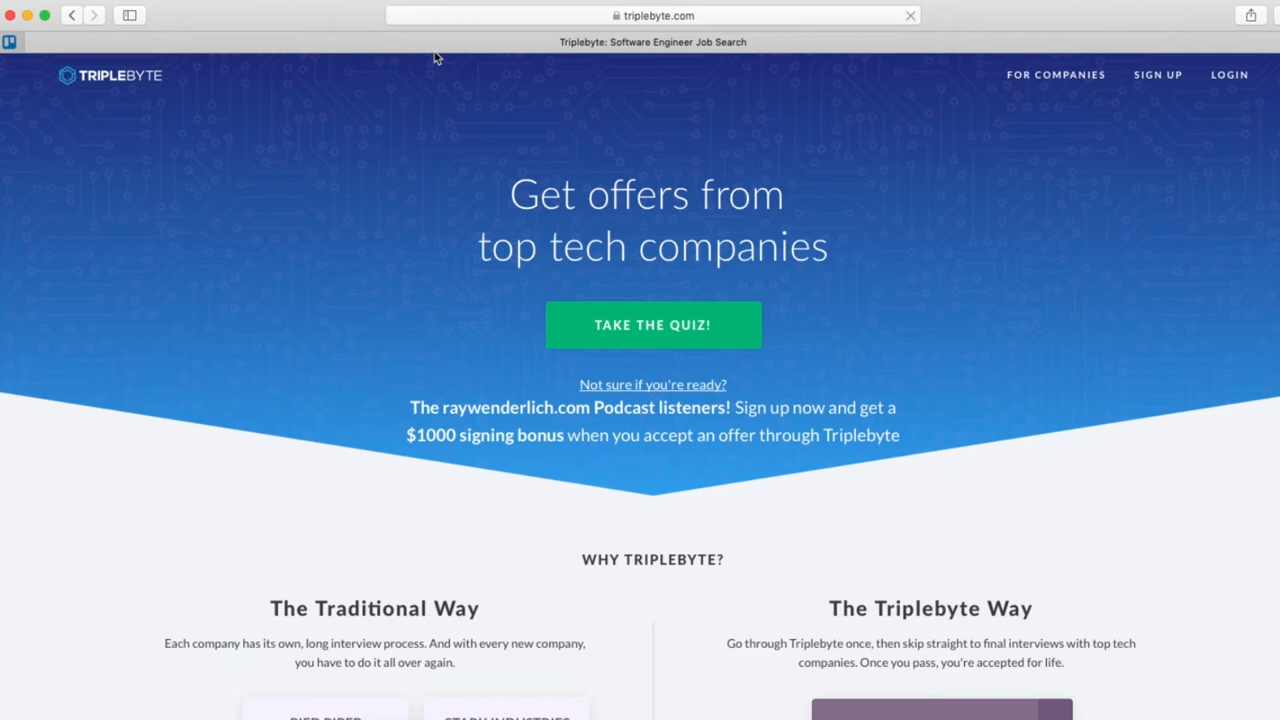 triplebyte.com
Triplebyte: Software Engineer Job Search
TRIPLEBYTE
FOR COMPANIES
SIGN UP
LOGIN
Get offers from
top tech companies
TAKE THE QUIZ!
Not sure if you're ready?
The raywenderlich.com Podcast listeners! Sign up now and get a
$1000 signing bonus when you accept an offer through Triplebyte
WHY TRIPLEBYTE?
The Traditional Way
Each company has its own, long interview process. And with every new company,
you have to do it all over again.
The Triplebyte Way
Go through Triplebyte once, then skip straight to final interviews with top tech
companies. Once you pass, you're accepted for life.
PIED PIPER
STARK INDUSTRIES